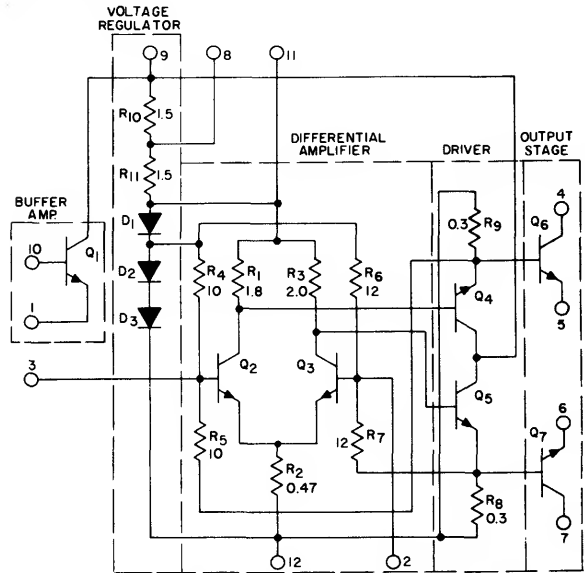 VOLTAGE
REGULATOR
9
8
11
R10
1.5
DIFFERENTIAL
AMPLIFIER
DRIVER
OUTPUT
STAGE
4
R11
1.5
R9
0.3
Q6
BUFFER
AMP.
D1
10
Q1
R4
10
R1
1.8
R3
2.0
R6
12
D2
Q4
1
D3
5
3
Q2
Q3
Q5
6
R5
10
12
R7
Q7
R2
0.47
R8
0.3
12
2
7